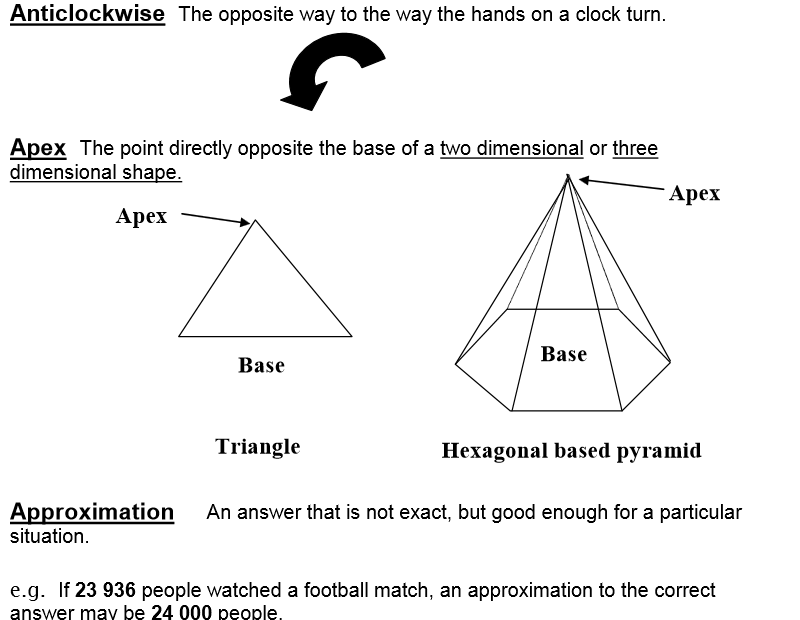 Anticlockwise The opposite way to the way the hands on a clock turn.
Apex The point directly opposite the base of a two dimensional or three
dimensional shape.
Apex
Apex
Base
Base
Triangle
Hexagonal based pyramid
Approximation An answer that is not exact, but good enough for a particular
situation.
e.g. If 23 936 people watched a football match, an approximation to the correct
answer may be 24 000 people.